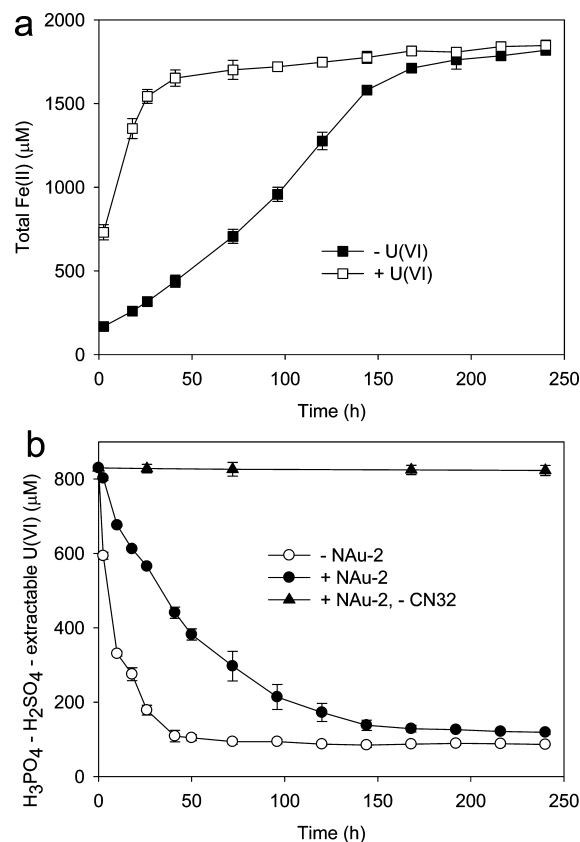 a
2000
1500
1000
500
0
Total Fe(II) (μM)
- U(VI)
+ U(VI)
0 50 100 150 200 250
Time (h)
b
800
600
400
200
0
H₃PO₄ - H₂SO₄ - extractable U(VI) (μM)
- NAu-2
+ NAu-2
+ NAu-2, - CN32
0 50 100 150 200 250
Time (h)